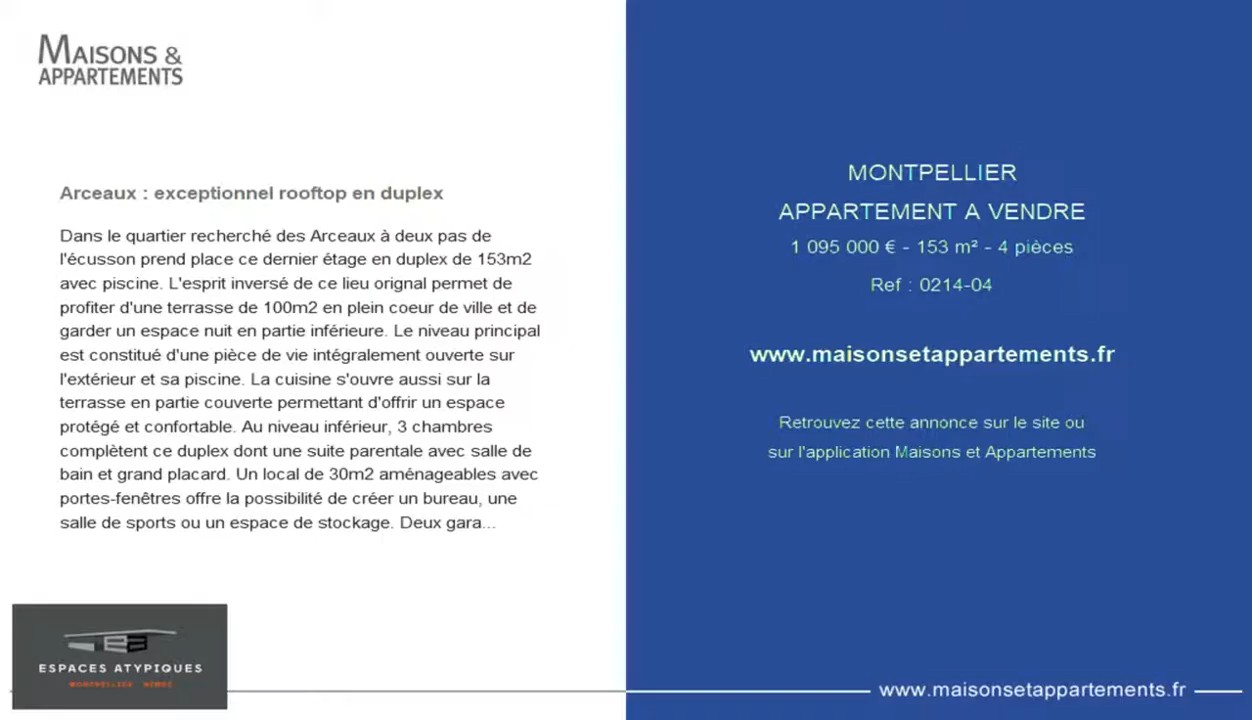 MAISONS &
APPARTEMENTS
Arceaux : exceptionnel rooftop en duplex
Dans le quartier recherché des Arceaux à deux pas de
l'écusson prend place ce dernier étage en duplex de 153m2
avec piscine. L'esprit inversé de ce lieu orignal permet de
profiter d'une terrasse de 100m2 en plein coeur de ville et de
garder un espace nuit en partie inférieure. Le niveau principal
est constitué d'une pièce de vie intégralement ouverte sur
l'extérieur et sa piscine. La cuisine s'ouvre aussi sur la
terrasse en partie couverte permettant d'offrir un espace
protégé et confortable. Au niveau inférieur, 3 chambres
complètent ce duplex dont une suite parentale avec salle de
bain et grand placard. Un local de 30m2 aménageables avec
portes-fenêtres offre la possibilité de créer un bureau, une
salle de sports ou un espace de stockage. Deux gara...
ESPACES ATYPIQUES
MONTPELLIER NIMES
MONTPELLIER
APPARTEMENT A VENDRE
1 095 000 € - 153 m² - 4 pièces
Ref : 0214-04
www.maisonsetappartements.fr
Retrouvez cette annonce sur le site ou
sur l'application Maisons et Appartements
www.maisonsetappartements.fr